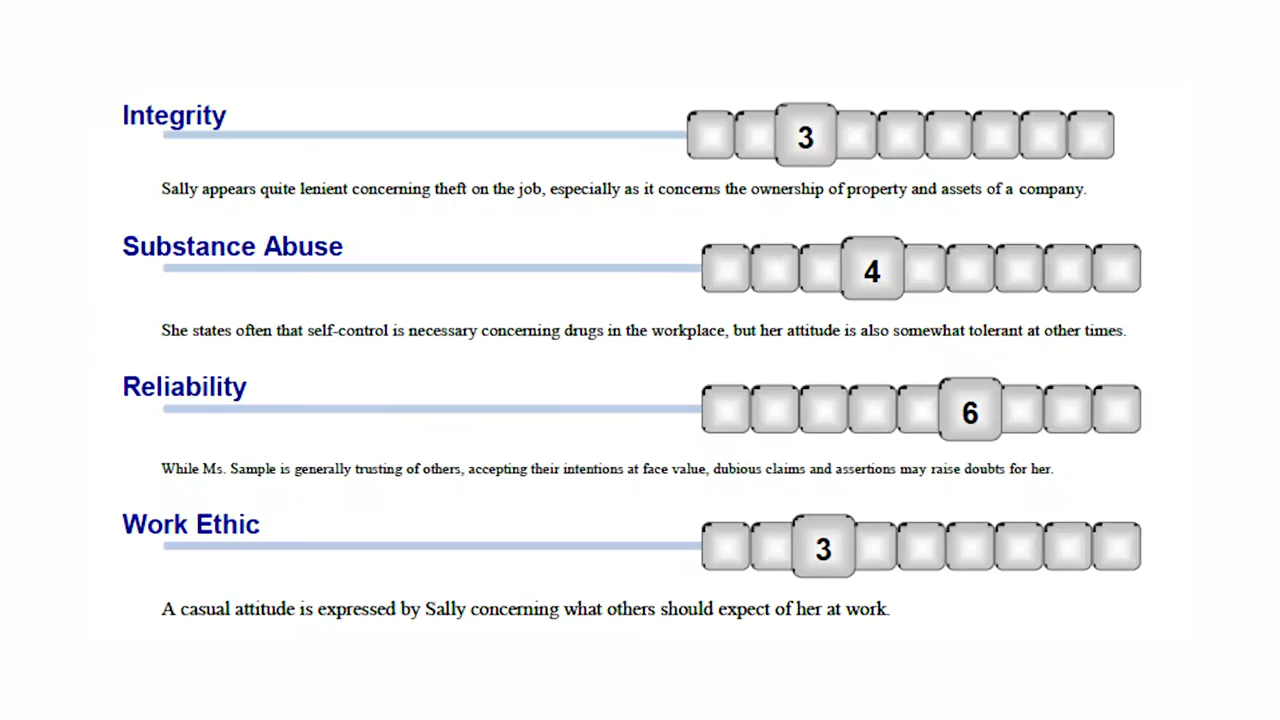 Integrity
3
Sally appears quite lenient concerning theft on the job, especially as it concerns the ownership of property and assets of a company.
Substance Abuse
4
She states often that self-control is necessary concerning drugs in the workplace, but her attitude is also somewhat tolerant at other times.
Reliability
6
While Ms. Sample is generally trusting of others, accepting their intentions at face value, dubious claims and assertions may raise doubts for her.
Work Ethic
3
A casual attitude is expressed by Sally concerning what others should expect of her at work.